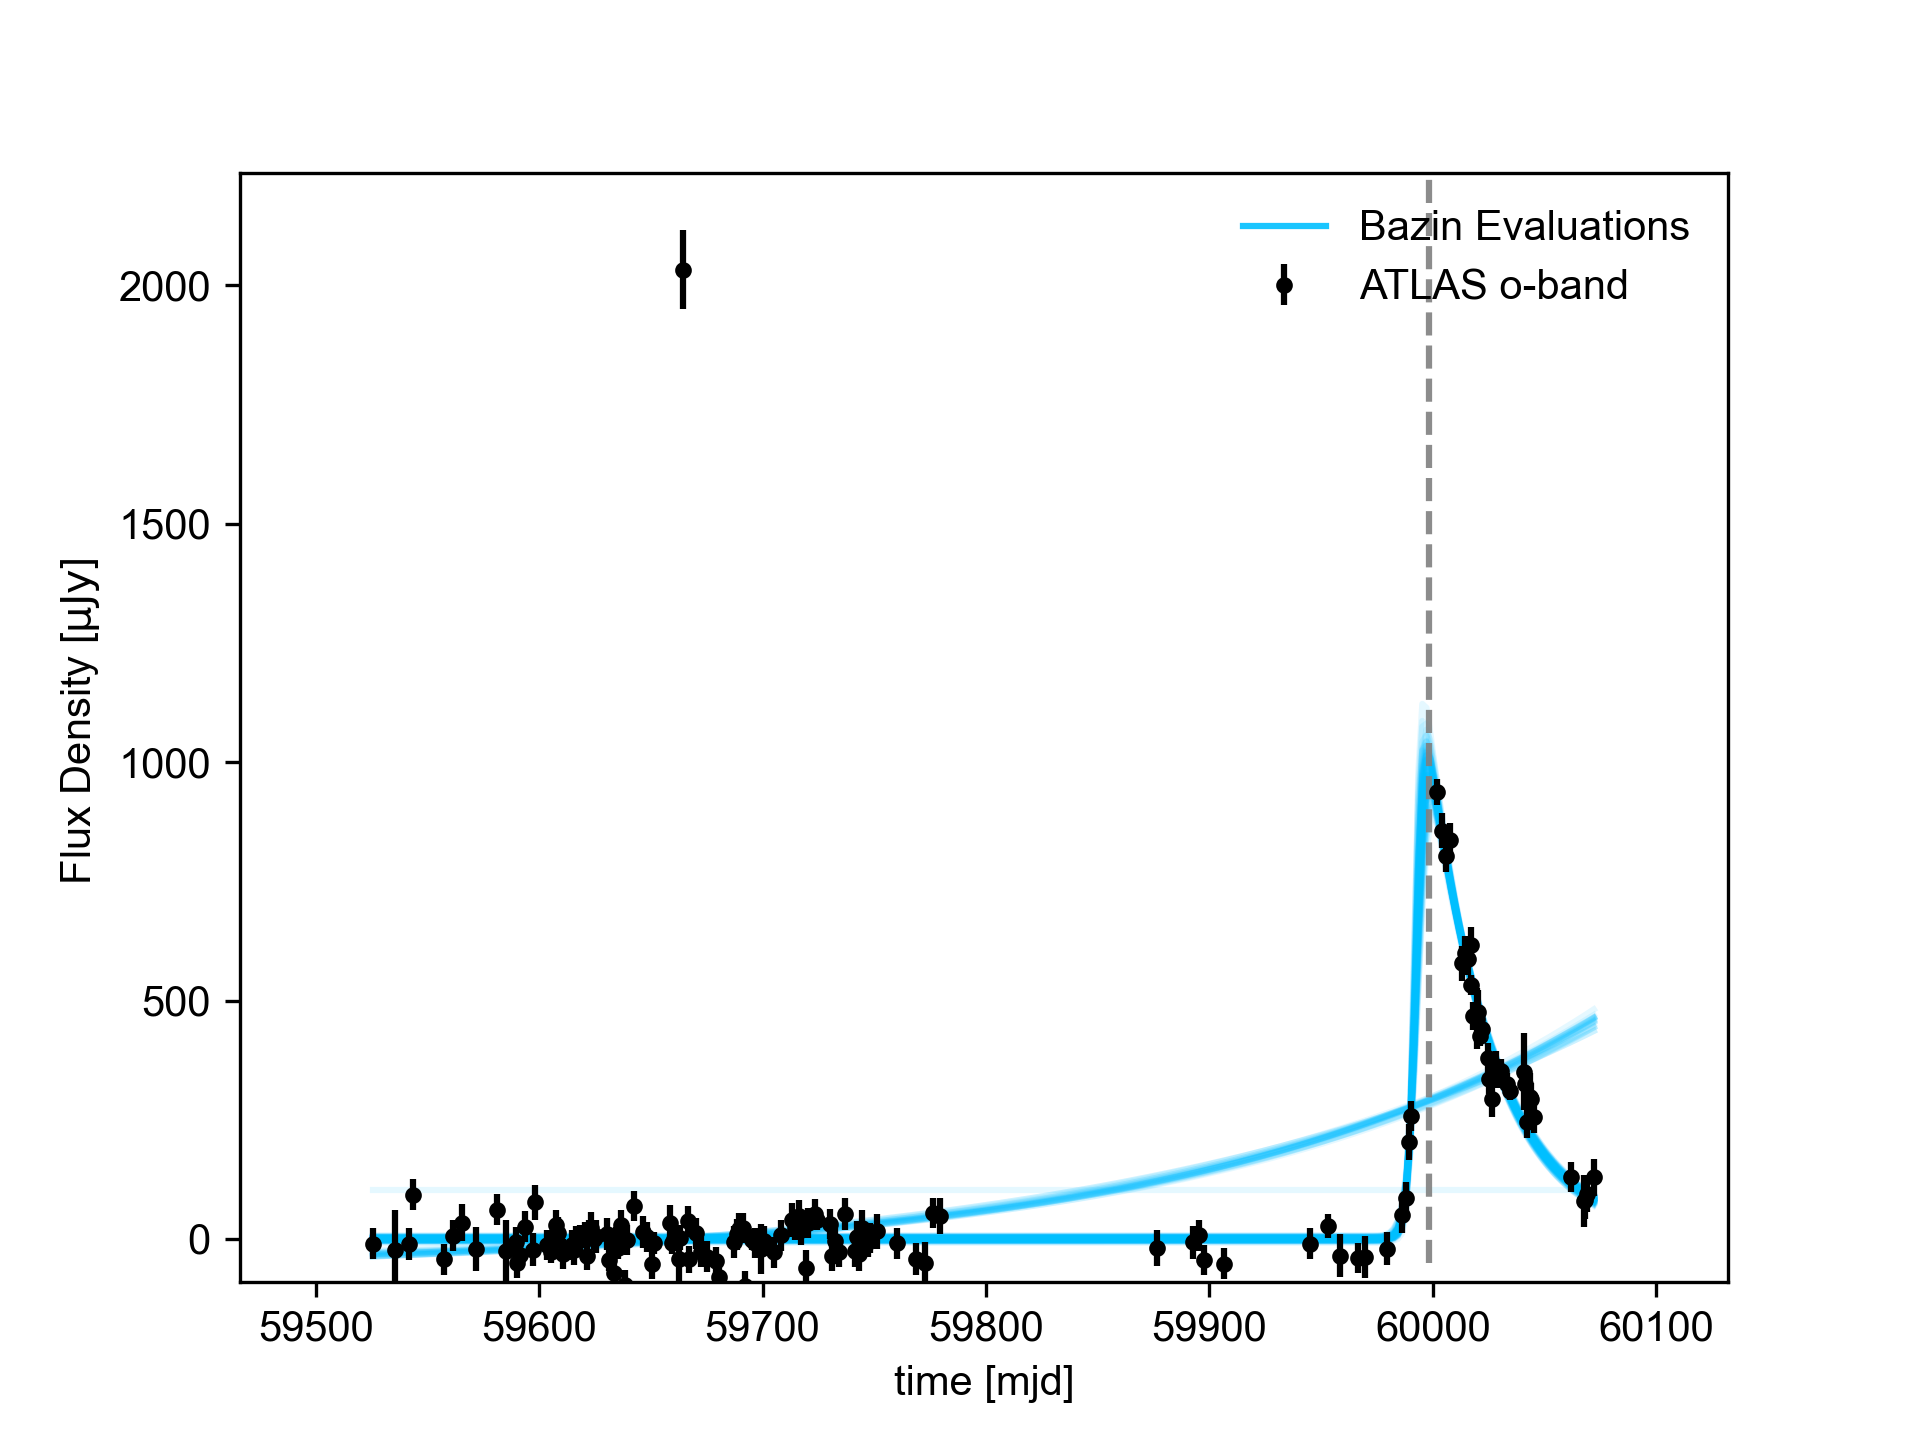 Bazin Evaluations
ATLAS o-band
2000
1500
1000
500
0
Flux Density [µJy]
59500 59600 59700 59800 59900 60000 60100
time [mjd]